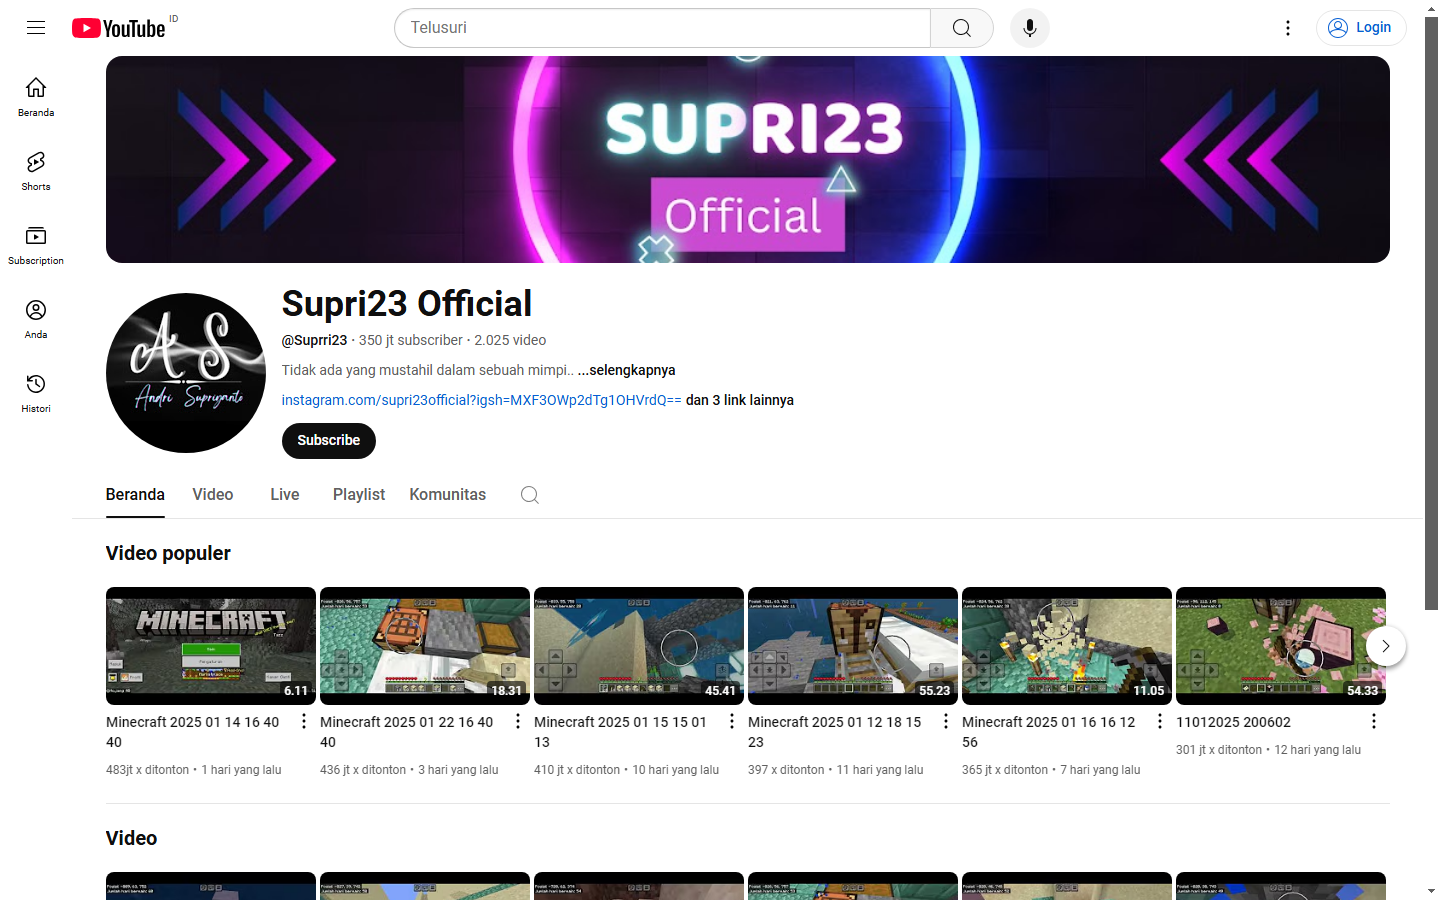 YouTube ID
Telusuri
Login
Beranda
Shorts
Subscription
Anda
Histori
SUPRI23
Official
AS
Andri Supriyanto
Supri23 Official
@Suprri23 · 350 jt subscriber · 2.025 video
Tidak ada yang mustahil dalam sebuah mimpi.. ...selengkapnya
instagram.com/supri23official?igsh=MXF3OWp2dTg1OHVrdQ== dan 3 link lainnya
Subscribe
Beranda Video Live Playlist Komunitas
Video populer
MINECRAFT
6.11
18.31
45.41
55.23
11.05
54.33
Minecraft 2025 01 14 16 40
40
483jt x ditonton • 1 hari yang lalu
Minecraft 2025 01 22 16 40
40
436 jt x ditonton • 3 hari yang lalu
Minecraft 2025 01 15 15 01
13
410 jt x ditonton • 10 hari yang lalu
Minecraft 2025 01 12 18 15
23
397 x ditonton • 11 hari yang lalu
Minecraft 2025 01 16 16 12
56
365 jt x ditonton • 7 hari yang lalu
11012025 200602
301 jt x ditonton • 12 hari yang lalu
Video